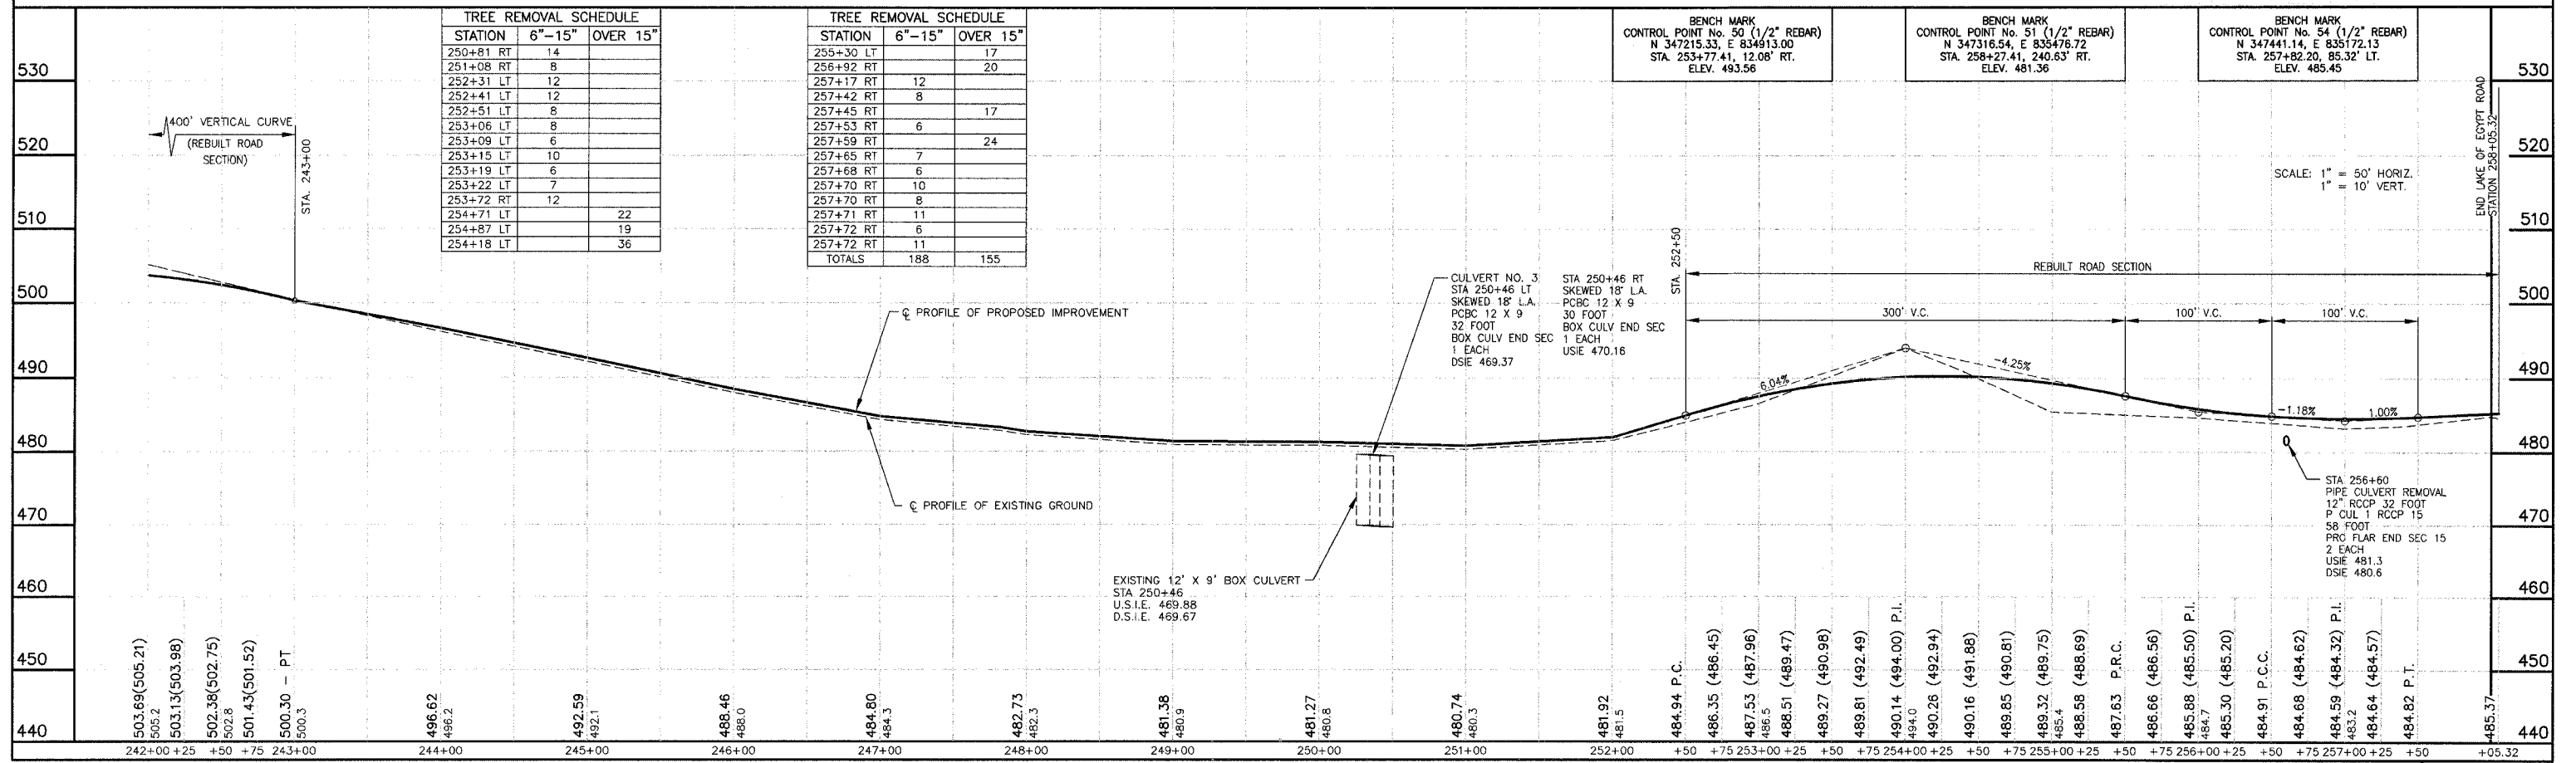 TREE REMOVAL SCHEDULE
STATION 6"-15" OVER 15"
250+81 RT 14
251+08 RT 8
252+31 LT 12
252+41 LT 12
252+51 LT 8
253+06 LT 8
253+09 LT 6
253+15 LT 10
253+19 LT 6
253+22 LT 7
253+72 RT 12
254+71 LT 22
254+87 LT 19
254+18 LT 36
TREE REMOVAL SCHEDULE
STATION 6"-15" OVER 15"
255+30 LT 17
256+92 RT 20
257+17 RT 12
257+42 RT 8
257+45 RT 17
257+53 RT 6
257+59 RT 24
257+65 RT 7
257+68 RT 6
257+70 RT 10
257+70 RT 8
257+71 RT 11
257+72 RT 6
257+72 RT 11
TOTALS 188 155
BENCH MARK
CONTROL POINT No. 50 (1/2" REBAR)
N 347215.33, E 834913.00
STA. 253+77.41, 12.08' RT.
ELEV. 493.56
BENCH MARK
CONTROL POINT No. 51 (1/2" REBAR)
N 347316.54, E 835476.72
STA. 258+27.41, 240.63' RT.
ELEV. 481.36
BENCH MARK
CONTROL POINT No. 54 (1/2" REBAR)
N 347441.14, E 835172.13
STA. 257+82.20, 85.32' LT.
ELEV. 485.45
530
520
510
500
490
480
470
460
450
440
400' VERTICAL CURVE
(REBUILT ROAD
SECTION)
STA. 243+00
℄ PROFILE OF PROPOSED IMPROVEMENT
℄ PROFILE OF EXISTING GROUND
EXISTING 12' X 9' BOX CULVERT
STA 250+46
U.S.I.E. 469.88
D.S.I.E. 469.67
CULVERT NO. 3
STA 250+46 LT
SKEWED 18° L.A.
PCBC 12 X 9
32 FOOT
BOX CULV END SEC
1 EACH
DSIE 469.37
STA 250+46 RT
SKEWED 18° L.A.
PCBC 12 X 9
30 FOOT
BOX CULV END SEC
1 EACH
USIE 470.16
STA. 252+50
REBUILT ROAD SECTION
300' V.C.
100' V.C.
100' V.C.
6.04%
-4.25%
-1.18%
1.00%
SCALE: 1" = 50' HORIZ.
1" = 10' VERT.
END LAKE OF EGYPT ROAD
STATION 258+05.32
STA 256+60
PIPE CULVERT REMOVAL
12" RCCP 32 FOOT
P CUL 1 RCCP 15
58 FOOT
PRC FLAR END SEC 15
2 EACH
USIE 481.3
DSIE 480.6
530
520
510
500
490
480
470
460
450
440
503.69(505.21)
505.2
503.13(503.98)
502.38(502.75)
502.8
501.43(501.52)
500.30 - PT
500.3
496.62
496.2
492.59
492.1
488.46
488.0
484.80
484.3
482.73
482.3
481.38
480.9
481.27
480.8
480.74
480.3
481.92
481.5
484.94 P.C.
486.35 (486.45)
487.53 (487.96)
486.5
488.51 (489.47)
489.27 (490.98)
489.81 (492.49)
490.14 (494.00) P.I.
494.0
490.26 (492.94)
490.16 (491.88)
489.85 (490.81)
489.32 (489.75)
485.4
488.58 (488.69)
487.63 P.R.C.
486.66 (486.56)
485.88 (485.50) P.I.
484.7
485.30 (485.20)
484.91 P.C.C.
484.68 (484.62)
484.59 (484.32) P.I.
483.2
484.64 (484.57)
484.82 P.T.
485.37
242+00 +25 +50 +75 243+00 244+00 245+00 246+00 247+00 248+00 249+00 250+00 251+00 252+00 +50 +75 253+00 +25 +50 +75 254+00 +25 +50 +75 255+00 +25 +50 +75 256+00 +25 +50 +75 257+00 +25 +50 +05.32